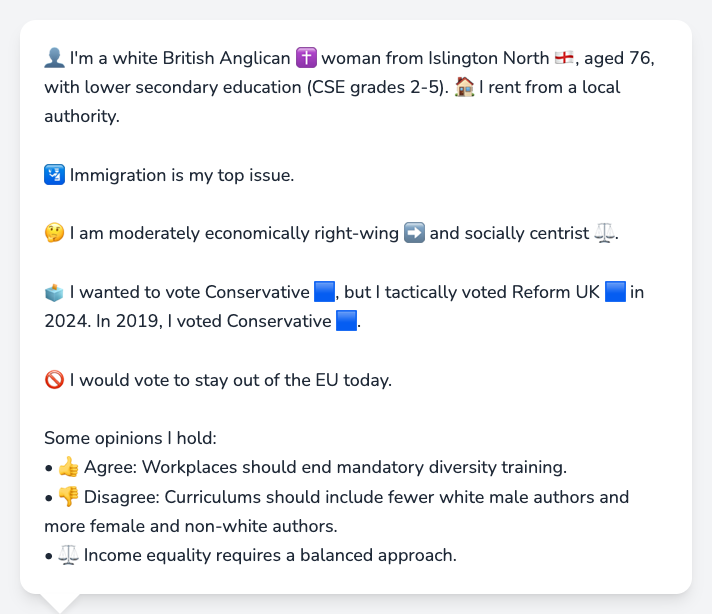 👤 I'm a white British Anglican ✝️ woman from Islington North 🏴󠁧󠁢󠁥󠁮󠁧󠁿, aged 76,
with lower secondary education (CSE grades 2-5). 🏠 I rent from a local
authority.
🛂 Immigration is my top issue.
🤔 I am moderately economically right-wing ➡️ and socially centrist ⚖️.
🗳️ I wanted to vote Conservative 🟦, but I tactically voted Reform UK 🟦 in
2024. In 2019, I voted Conservative 🟦.
🚫 I would vote to stay out of the EU today.
Some opinions I hold:
• 👍 Agree: Workplaces should end mandatory diversity training.
• 👎 Disagree: Curriculums should include fewer white male authors and
more female and non-white authors.
• ⚖️ Income equality requires a balanced approach.